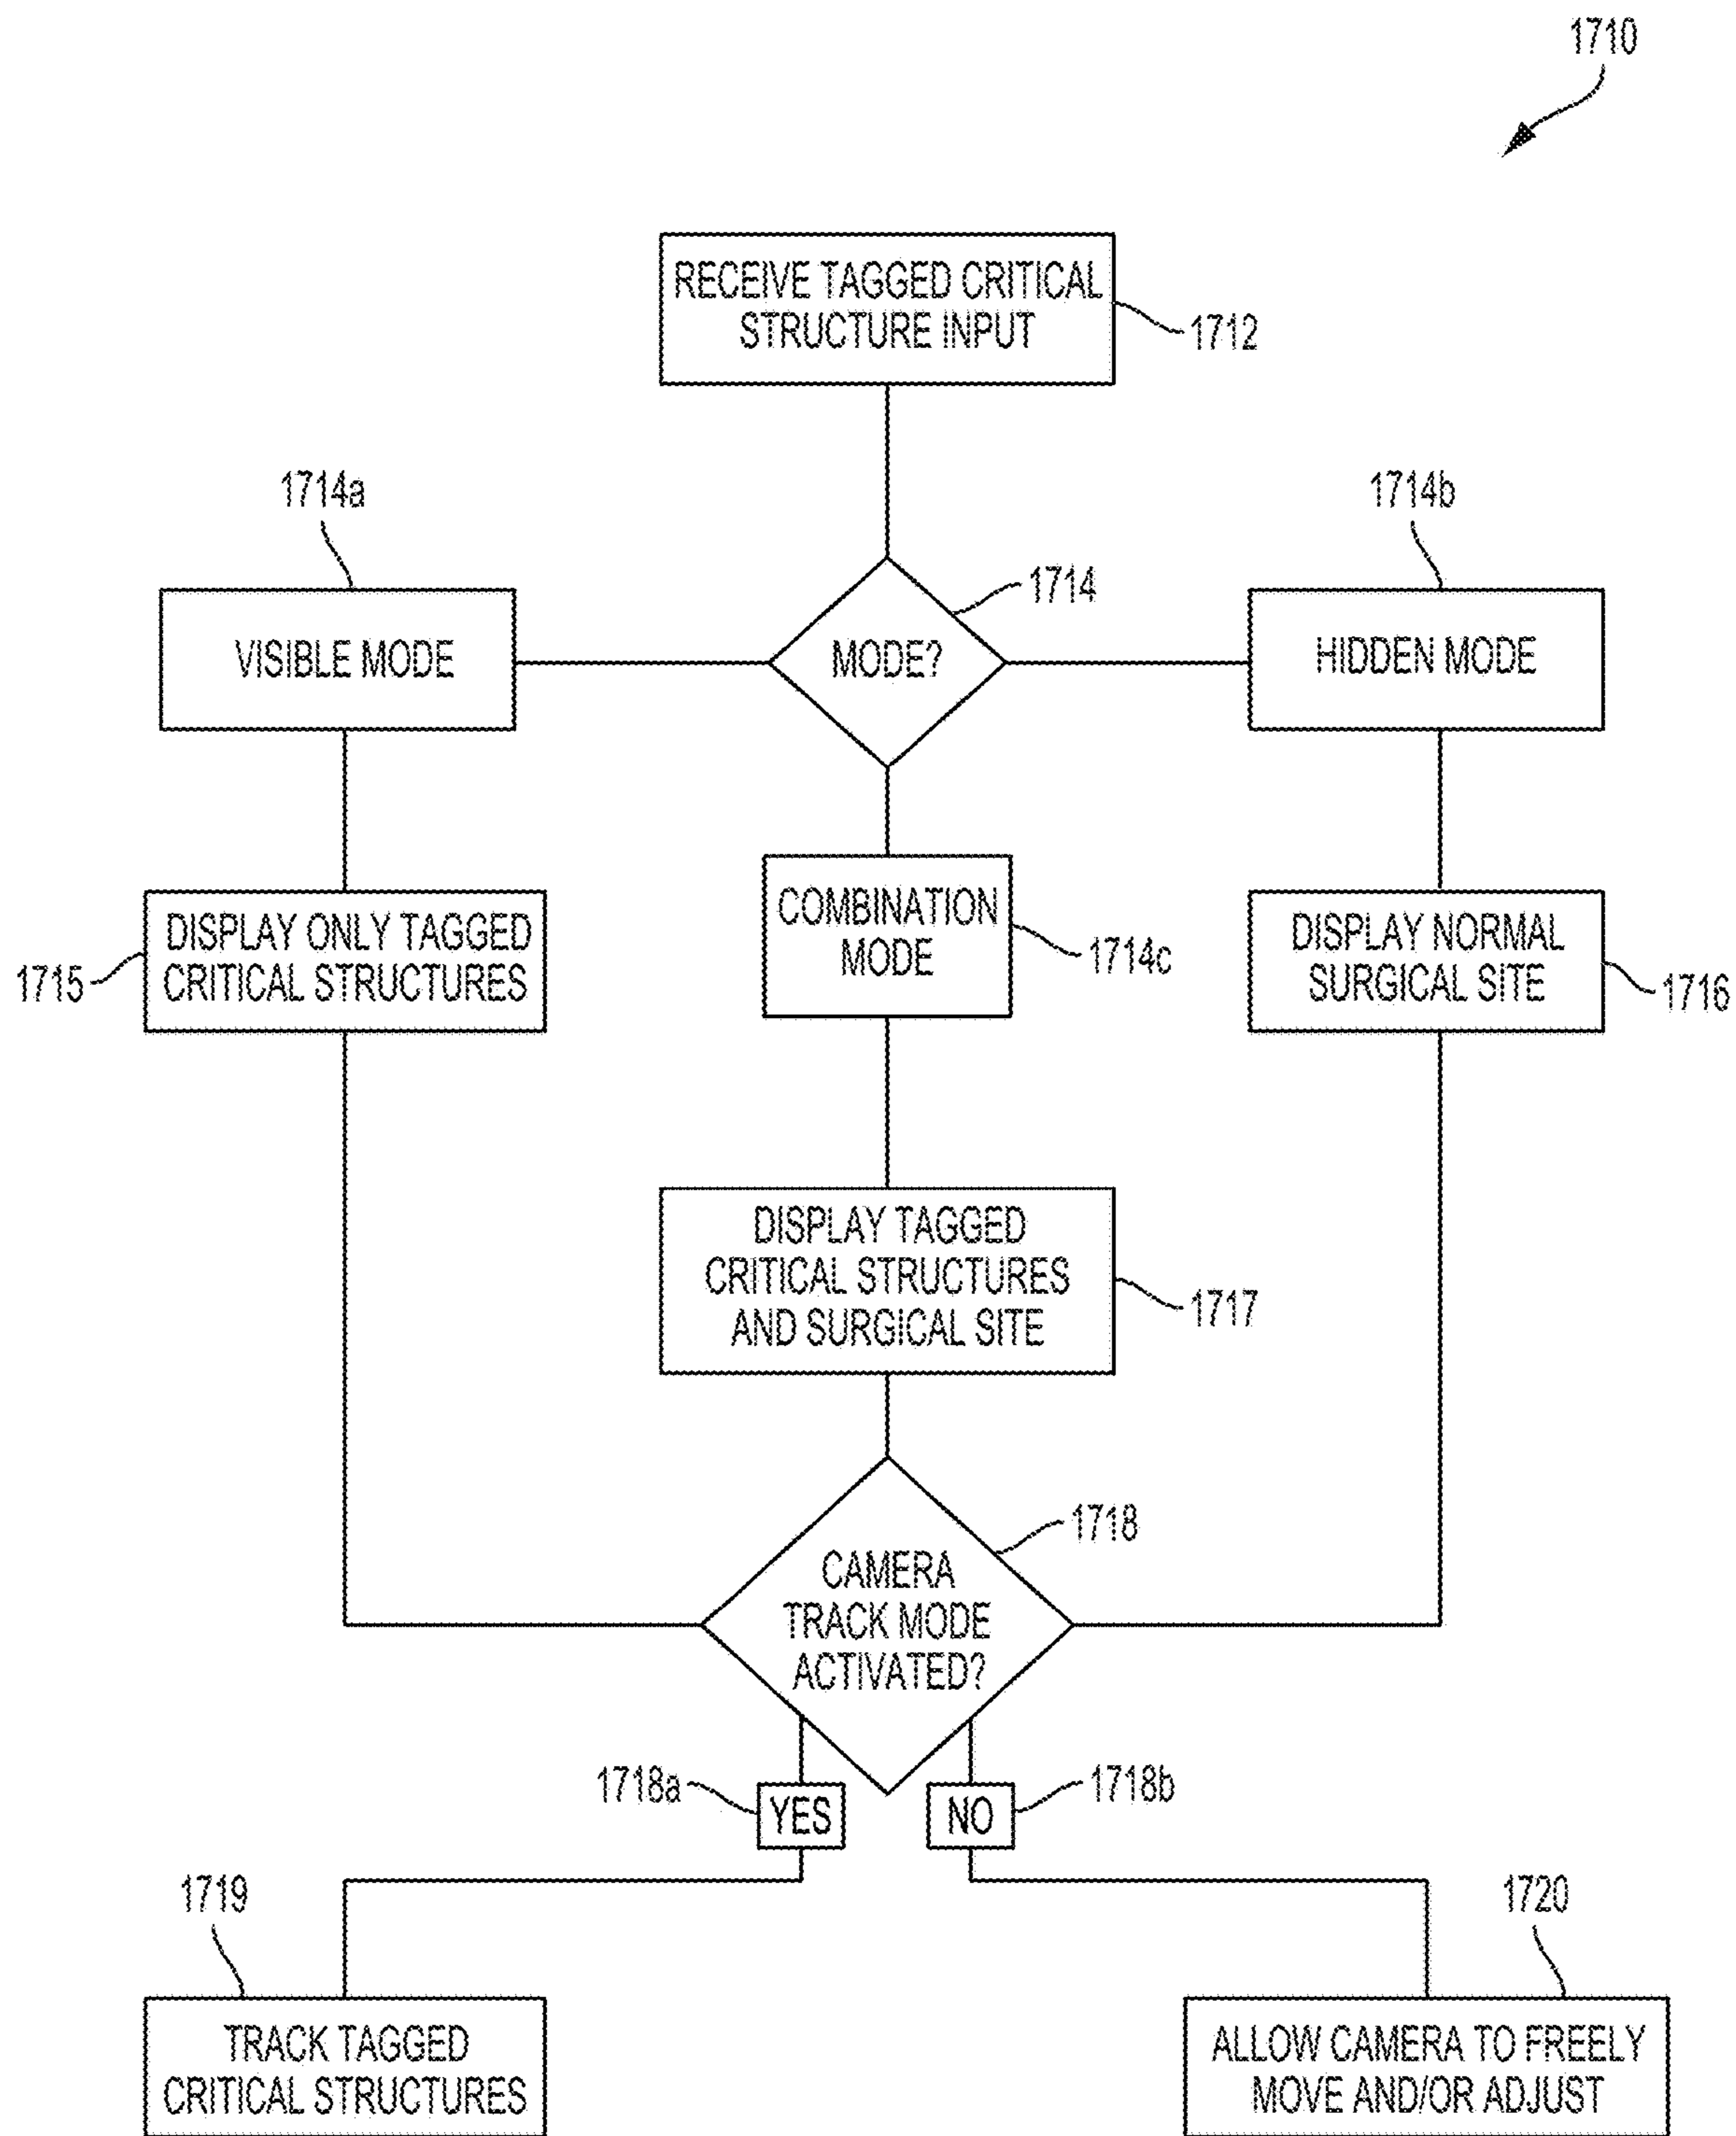 1710
RECEIVE TAGGED CRITICAL
STRUCTURE INPUT
1712
1714a
1714b
1714
VISIBLE MODE
MODE?
HIDDEN MODE
DISPLAY ONLY TAGGED
CRITICAL STRUCTURES
1715
COMBINATION
MODE
1714c
DISPLAY NORMAL
SURGICAL SITE
1716
DISPLAY TAGGED
CRITICAL STRUCTURES
AND SURGICAL SITE
1717
1718
CAMERA
TRACK MODE
ACTIVATED?
1718a
YES
NO
1718b
1719
1720
TRACK TAGGED
CRITICAL STRUCTURES
ALLOW CAMERA TO FREELY
MOVE AND/OR ADJUST